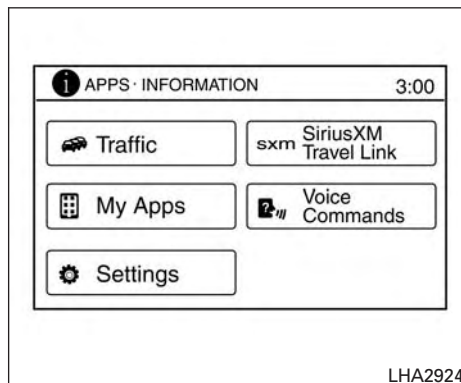 i APPS · INFORMATION 3:00
Traffic
sxm SiriusXM
Travel Link
My Apps
? Voice
Commands
Settings
LHA2924